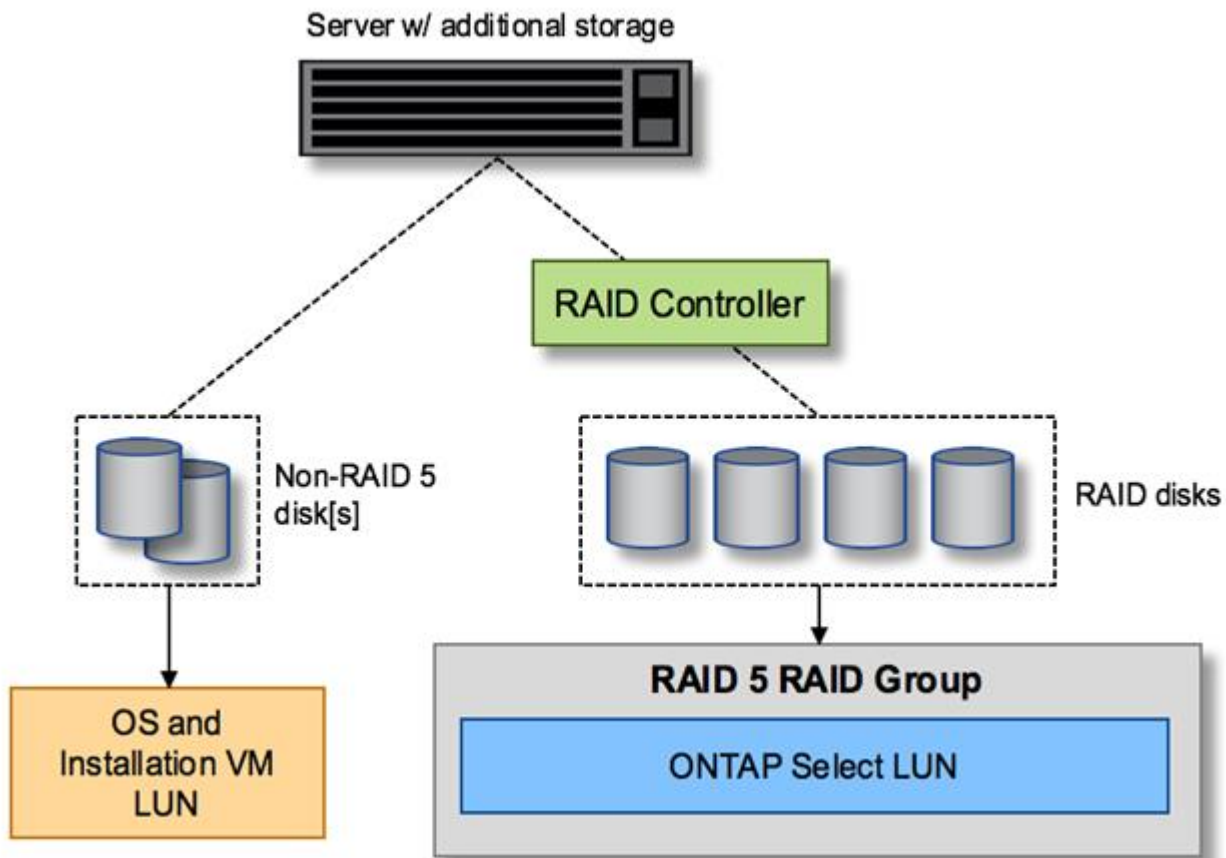 Server w/ additional storage
RAID Controller
Non-RAID 5
disk[s]
RAID disks
OS and
Installation VM
LUN
RAID 5 RAID Group
ONTAP Select LUN